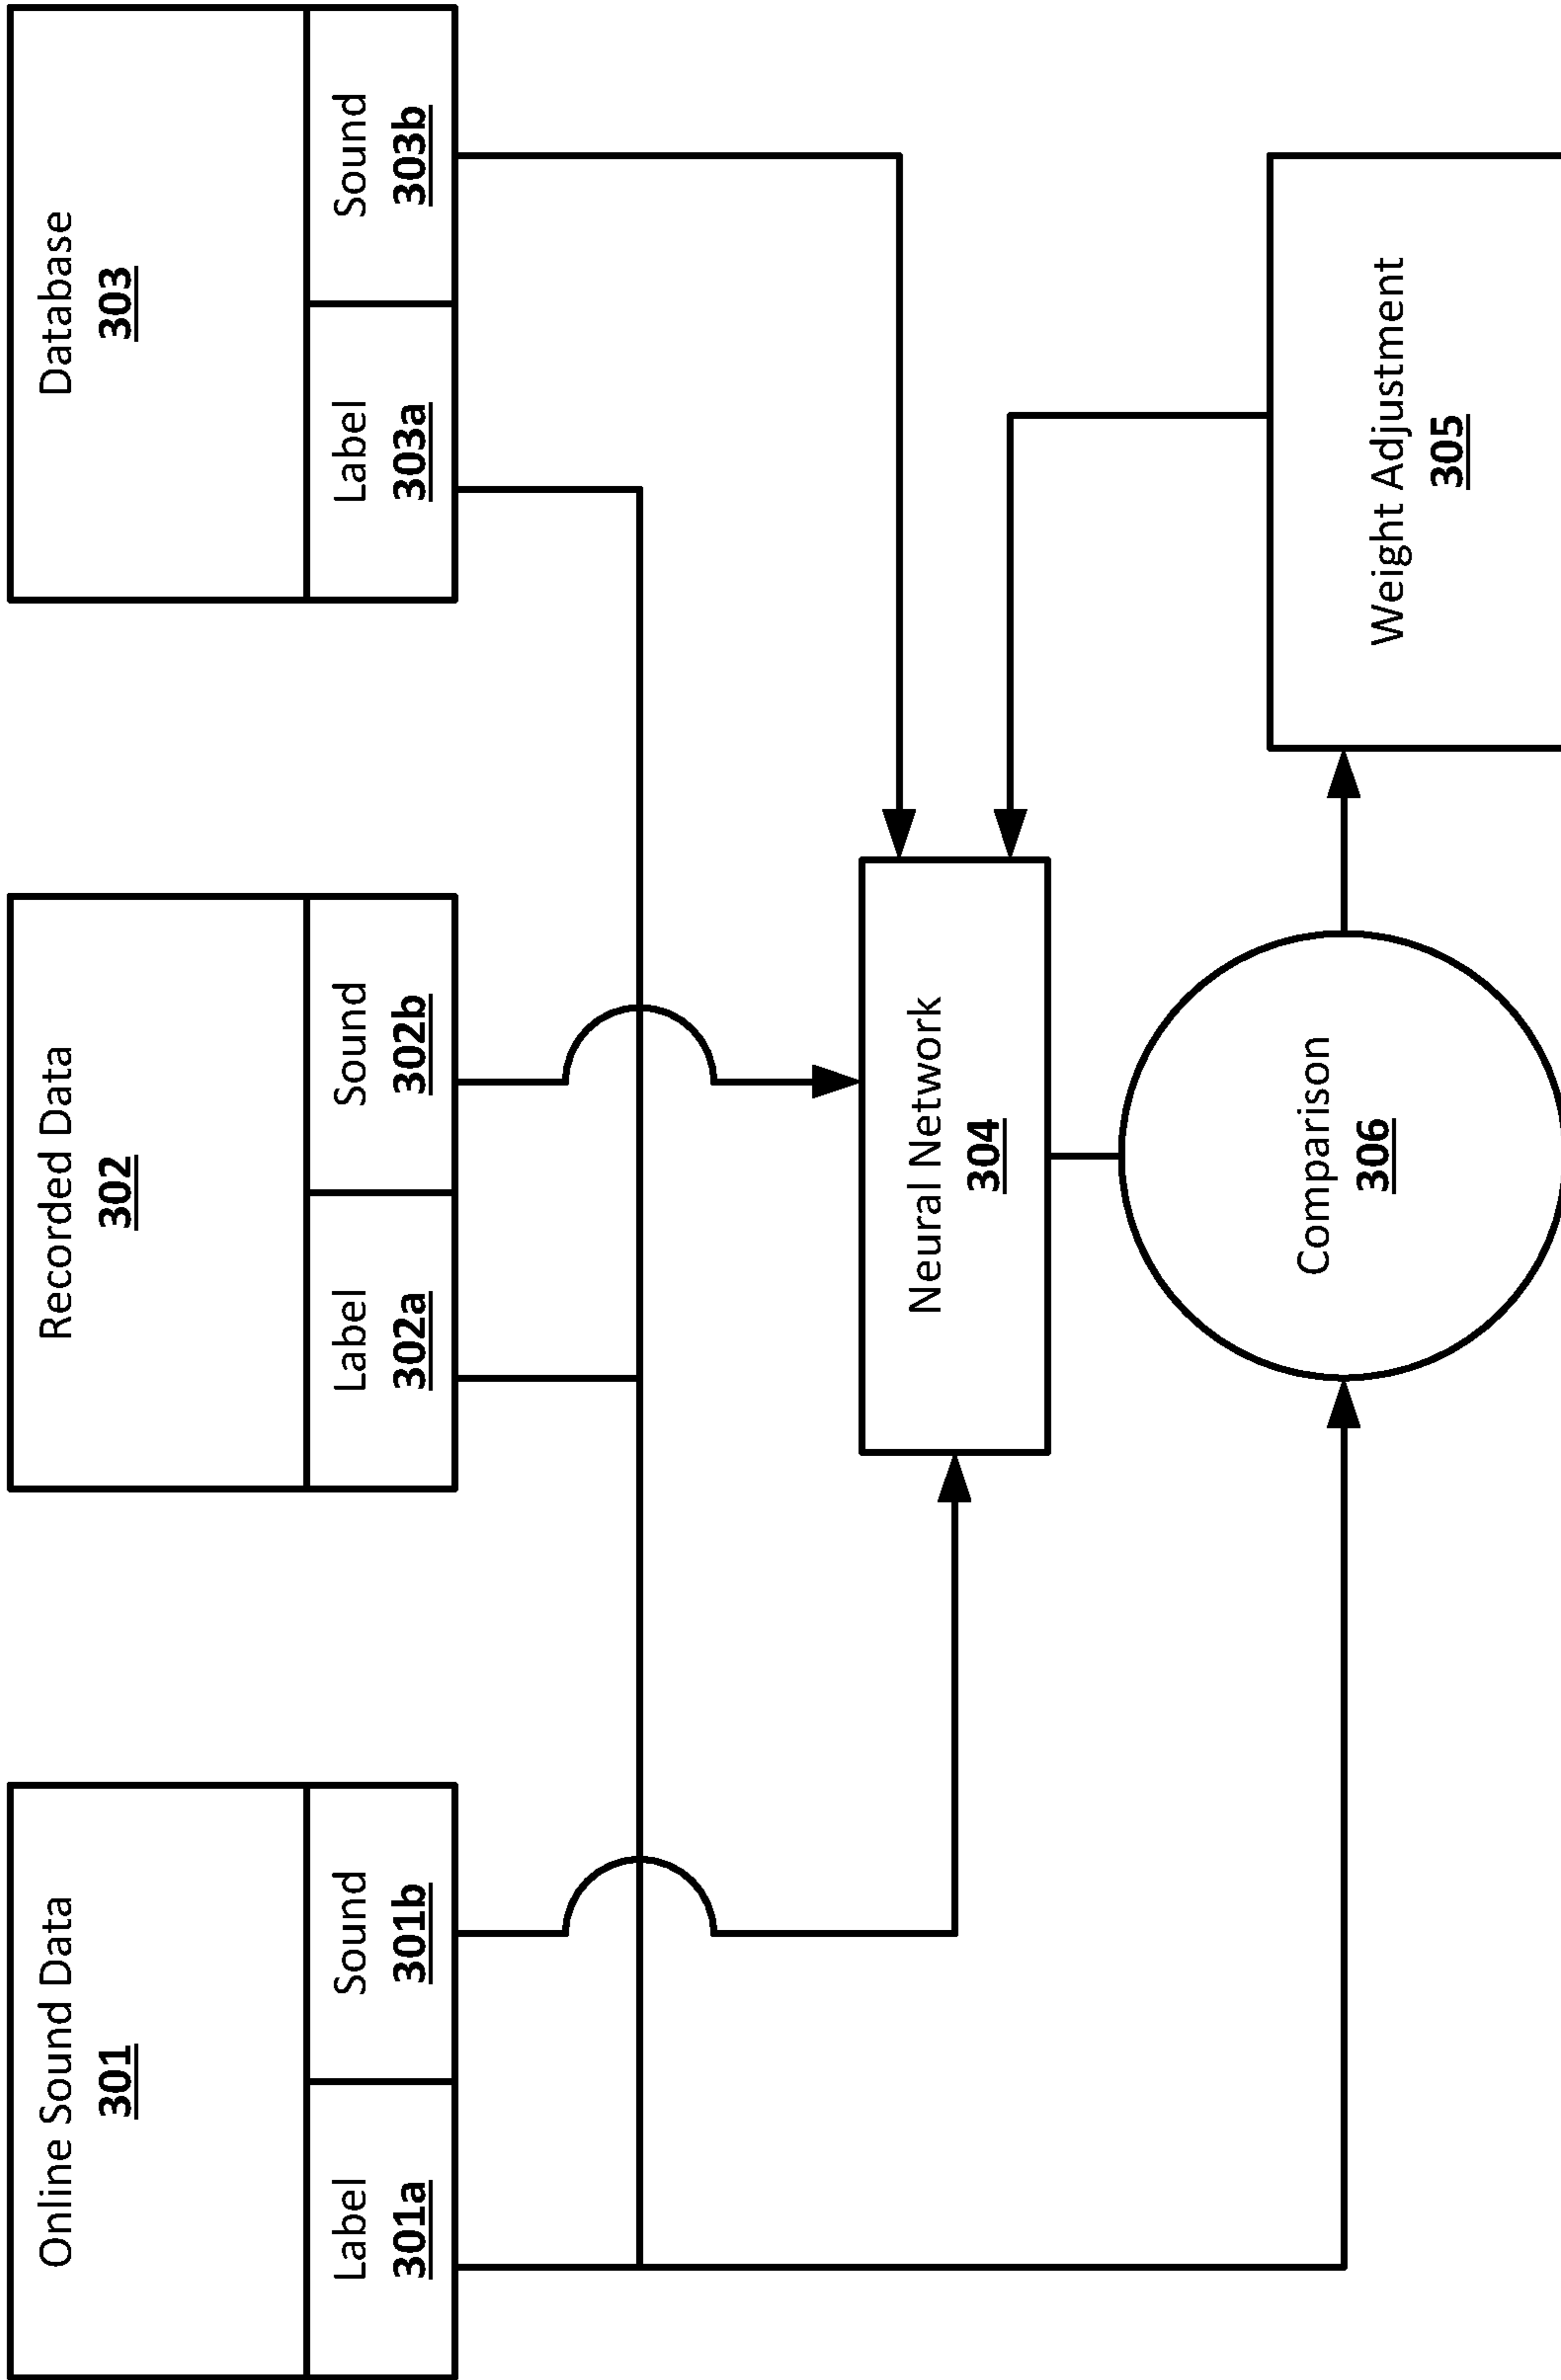 Online Sound Data
301
Label
301a
Sound
301b
Recorded Data
302
Label
302a
Sound
302b
Database
303
Label
303a
Sound
303b
Neural Network
304
Comparison
306
Weight Adjustment
305